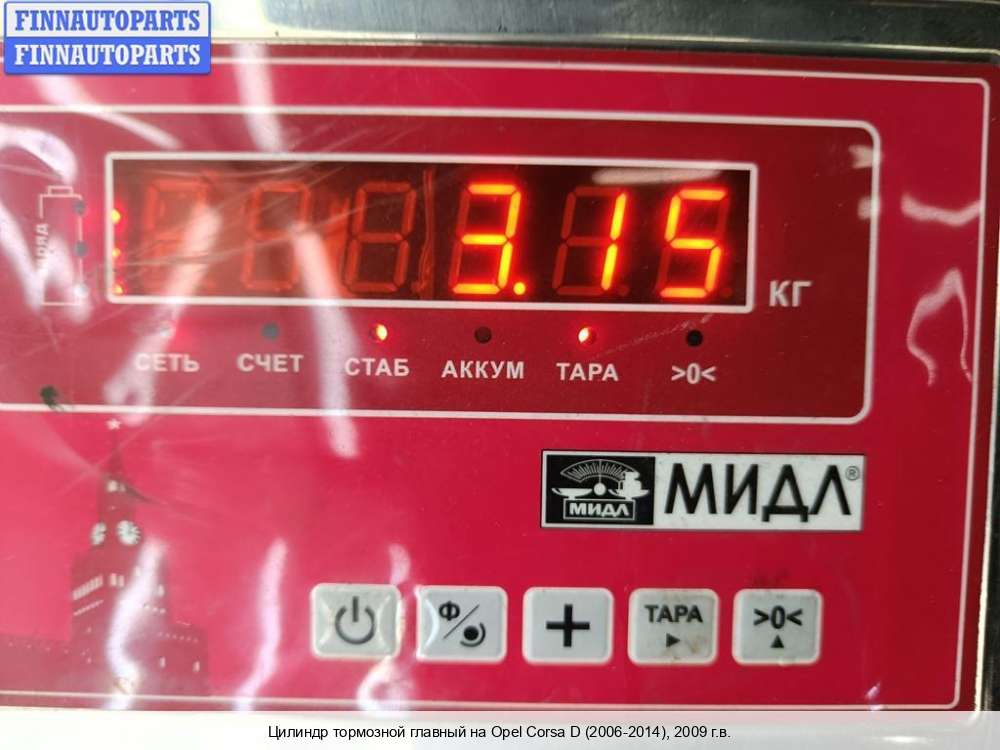 FINNAUTOPARTS
FINNAUTOPARTS
3.15
КГ
СЕТЬ СЧЕТ СТАБ АККУМ ТАРА >0<
МИДЛ МИДЛ®
Ф ТАРА >0<
Цилиндр тормозной главный на Opel Corsa D (2006-2014), 2009 г.в.